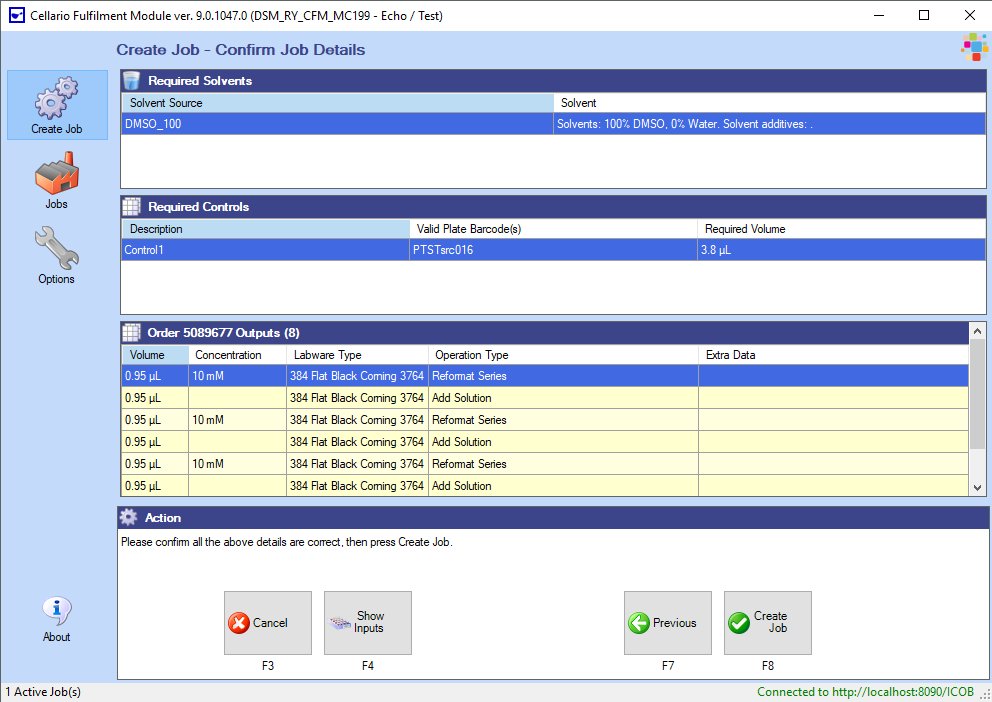 Cellario Fulfilment Module ver. 9.0.1047.0 (DSM_RY_CFM_MC199 - Echo / Test)
Create Job - Confirm Job Details
Create Job
Jobs
Options
About
Required Solvents
Solvent Source Solvent
DMSO_100 Solvents: 100% DMSO, 0% Water. Solvent additives: .
Required Controls
Description Valid Plate Barcode(s) Required Volume
Control1 PTSTsrc016 3.8 µL
Order 5089677 Outputs (8)
Volume Concentration Labware Type Operation Type Extra Data
0.95 µL 10 mM 384 Flat Black Corning 3764 Reformat Series
0.95 µL 384 Flat Black Corning 3764 Add Solution
0.95 µL 10 mM 384 Flat Black Corning 3764 Reformat Series
0.95 µL 384 Flat Black Corning 3764 Add Solution
0.95 µL 10 mM 384 Flat Black Corning 3764 Reformat Series
0.95 µL 384 Flat Black Corning 3764 Add Solution
Action
Please confirm all the above details are correct, then press Create Job.
Cancel
Show
Inputs
Previous
Create
Job
F3 F4 F7 F8
1 Active Job(s) Connected to http://localhost:8090/ICOB